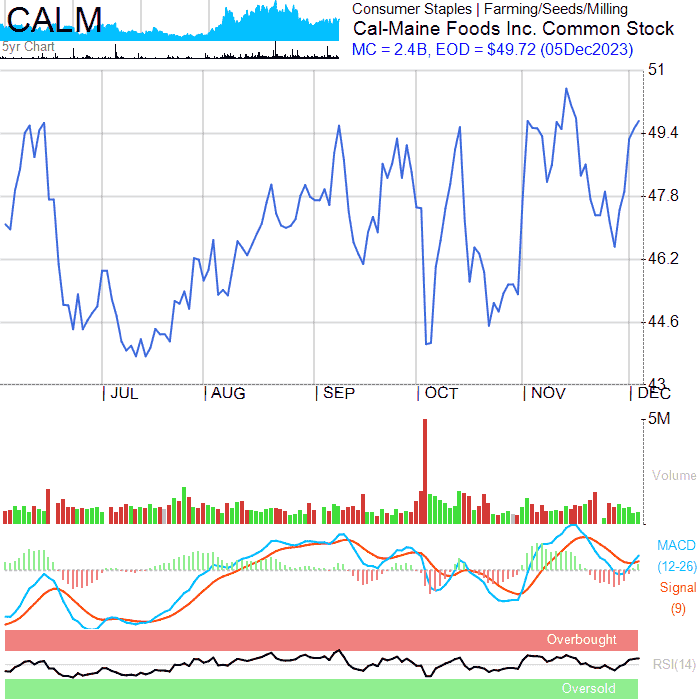 CALM
5yr Chart
Consumer Staples | Farming/Seeds/Milling
Cal-Maine Foods Inc. Common Stock
MC = 2.4B, EOD = $49.72 (05Dec2023)
51
49.4
47.8
46.2
44.6
43
| JUL | AUG | SEP | OCT | NOV | DEC
5M
Volume
MACD
(12-26)
Signal
(9)
Overbought
RSI(14)
Oversold